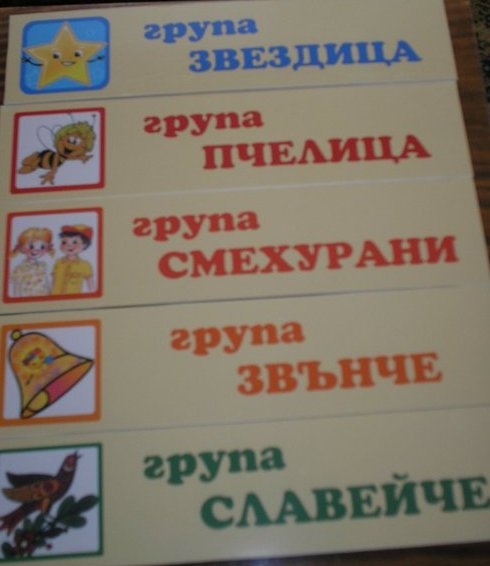 група
ЗВЕЗДИЦА
група
ПЧЕЛИЦА
група
СМЕХУРАНИ
група
ЗВЪНЧЕ
група
СЛАВЕЙЧЕ